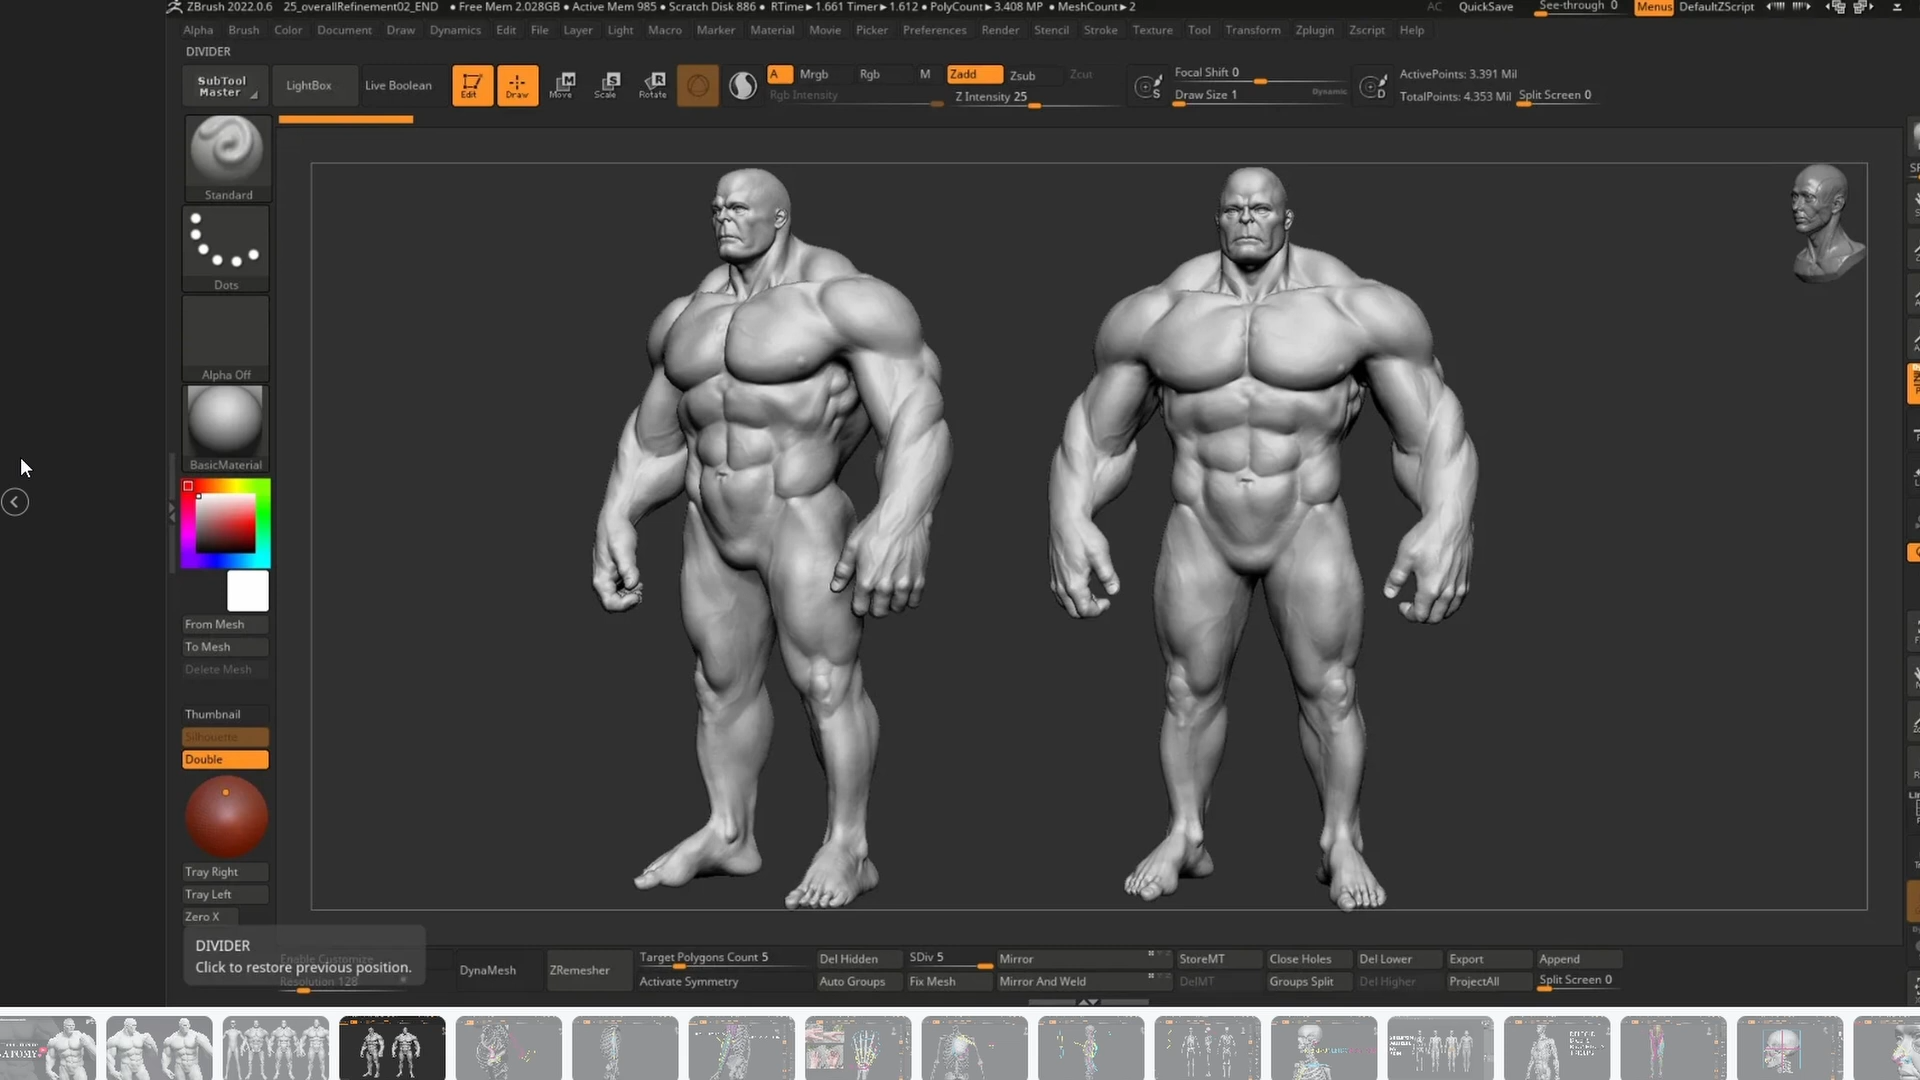 ZBrush 2022.0.6 25_overallRefinement02_END • Free Mem 2.028GB • Active Mem 985 • Scratch Disk 886 • RTime►1.661 Timer►1.612 • PolyCount►3.408 MP • MeshCount►2 AC QuickSave See-through 0 Menus DefaultZScript
Alpha Brush Color Document Draw Dynamics Edit File Layer Light Macro Marker Material Movie Picker Preferences Render Stencil Stroke Texture Tool Transform Zplugin Zscript Help
DIVIDER
SubTool Master
LightBox
Live Boolean
Edit
Draw
Move
Scale
Rotate
A Mrgb Rgb M Zadd Zsub Zcut
Rgb Intensity Z Intensity 25
Focal Shift 0
Draw Size 1 Dynamic
ActivePoints: 3.391 Mil
TotalPoints: 4.353 Mil Split Screen 0
Standard
Dots
Alpha Off
BasicMaterial
From Mesh
To Mesh
Delete Mesh
Thumbnail
Silhouette
Double
Tray Right
Tray Left
Zero X
DIVIDER
Click to restore previous position.
Enable Customize
Resolution 128
DynaMesh
ZRemesher
Target Polygons Count 5 Del Hidden SDiv 5 Mirror StoreMT Close Holes Del Lower Export Append
Activate Symmetry Auto Groups Fix Mesh Mirror And Weld DelMT Groups Split Del Higher ProjectAll Split Screen 0